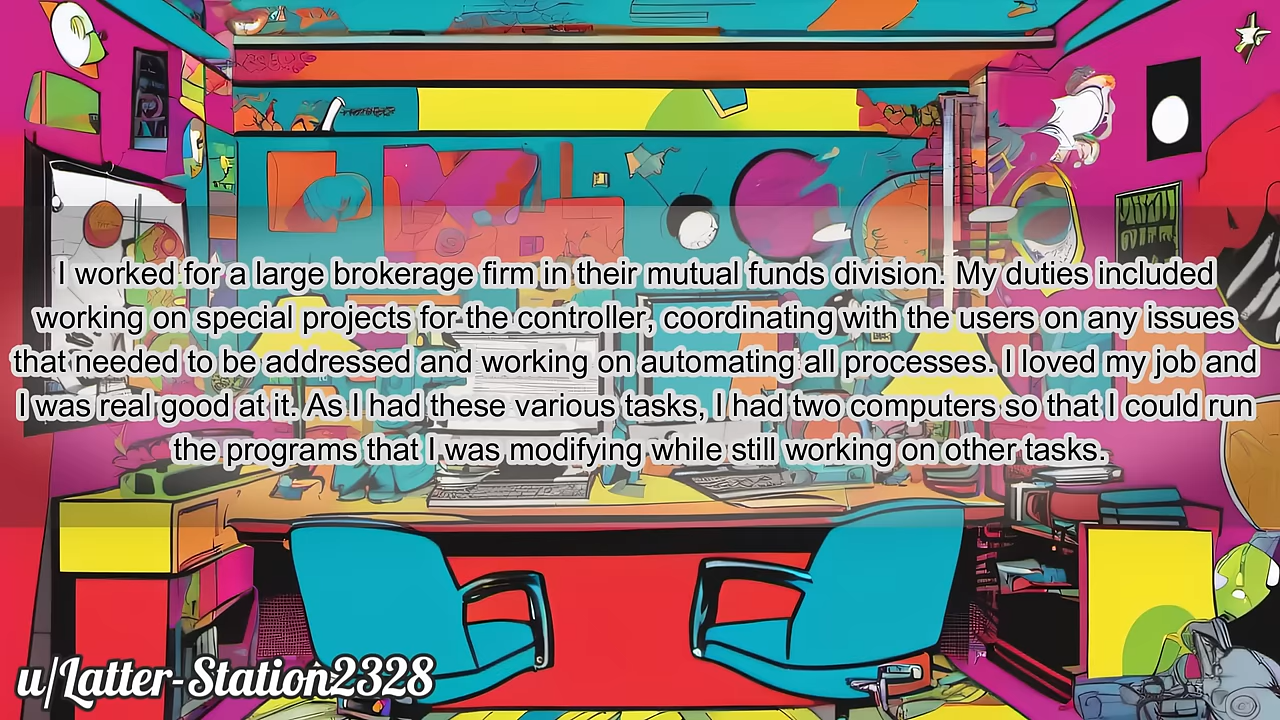 I worked for a large brokerage firm in their mutual funds division. My duties included
working on special projects for the controller, coordinating with the users on any issues
that needed to be addressed and working on automating all processes. I loved my job and
I was real good at it. As I had these various tasks, I had two computers so that I could run
the programs that I was modifying while still working on other tasks.
u/Latter-Station2328